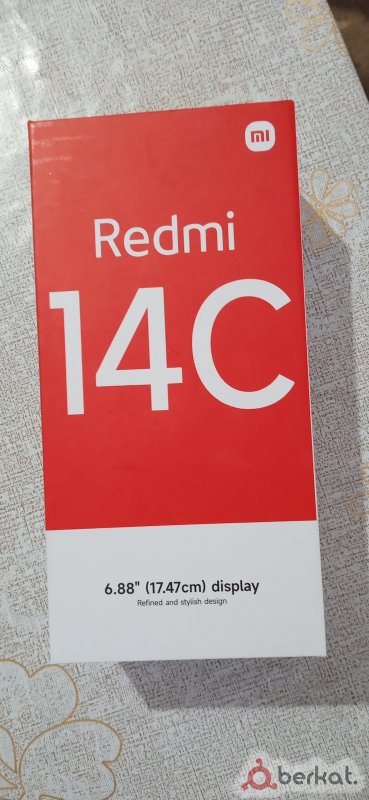 mi
Redmi
14C
6.88" (17.47cm) display
Refined and stylish design
berkat.